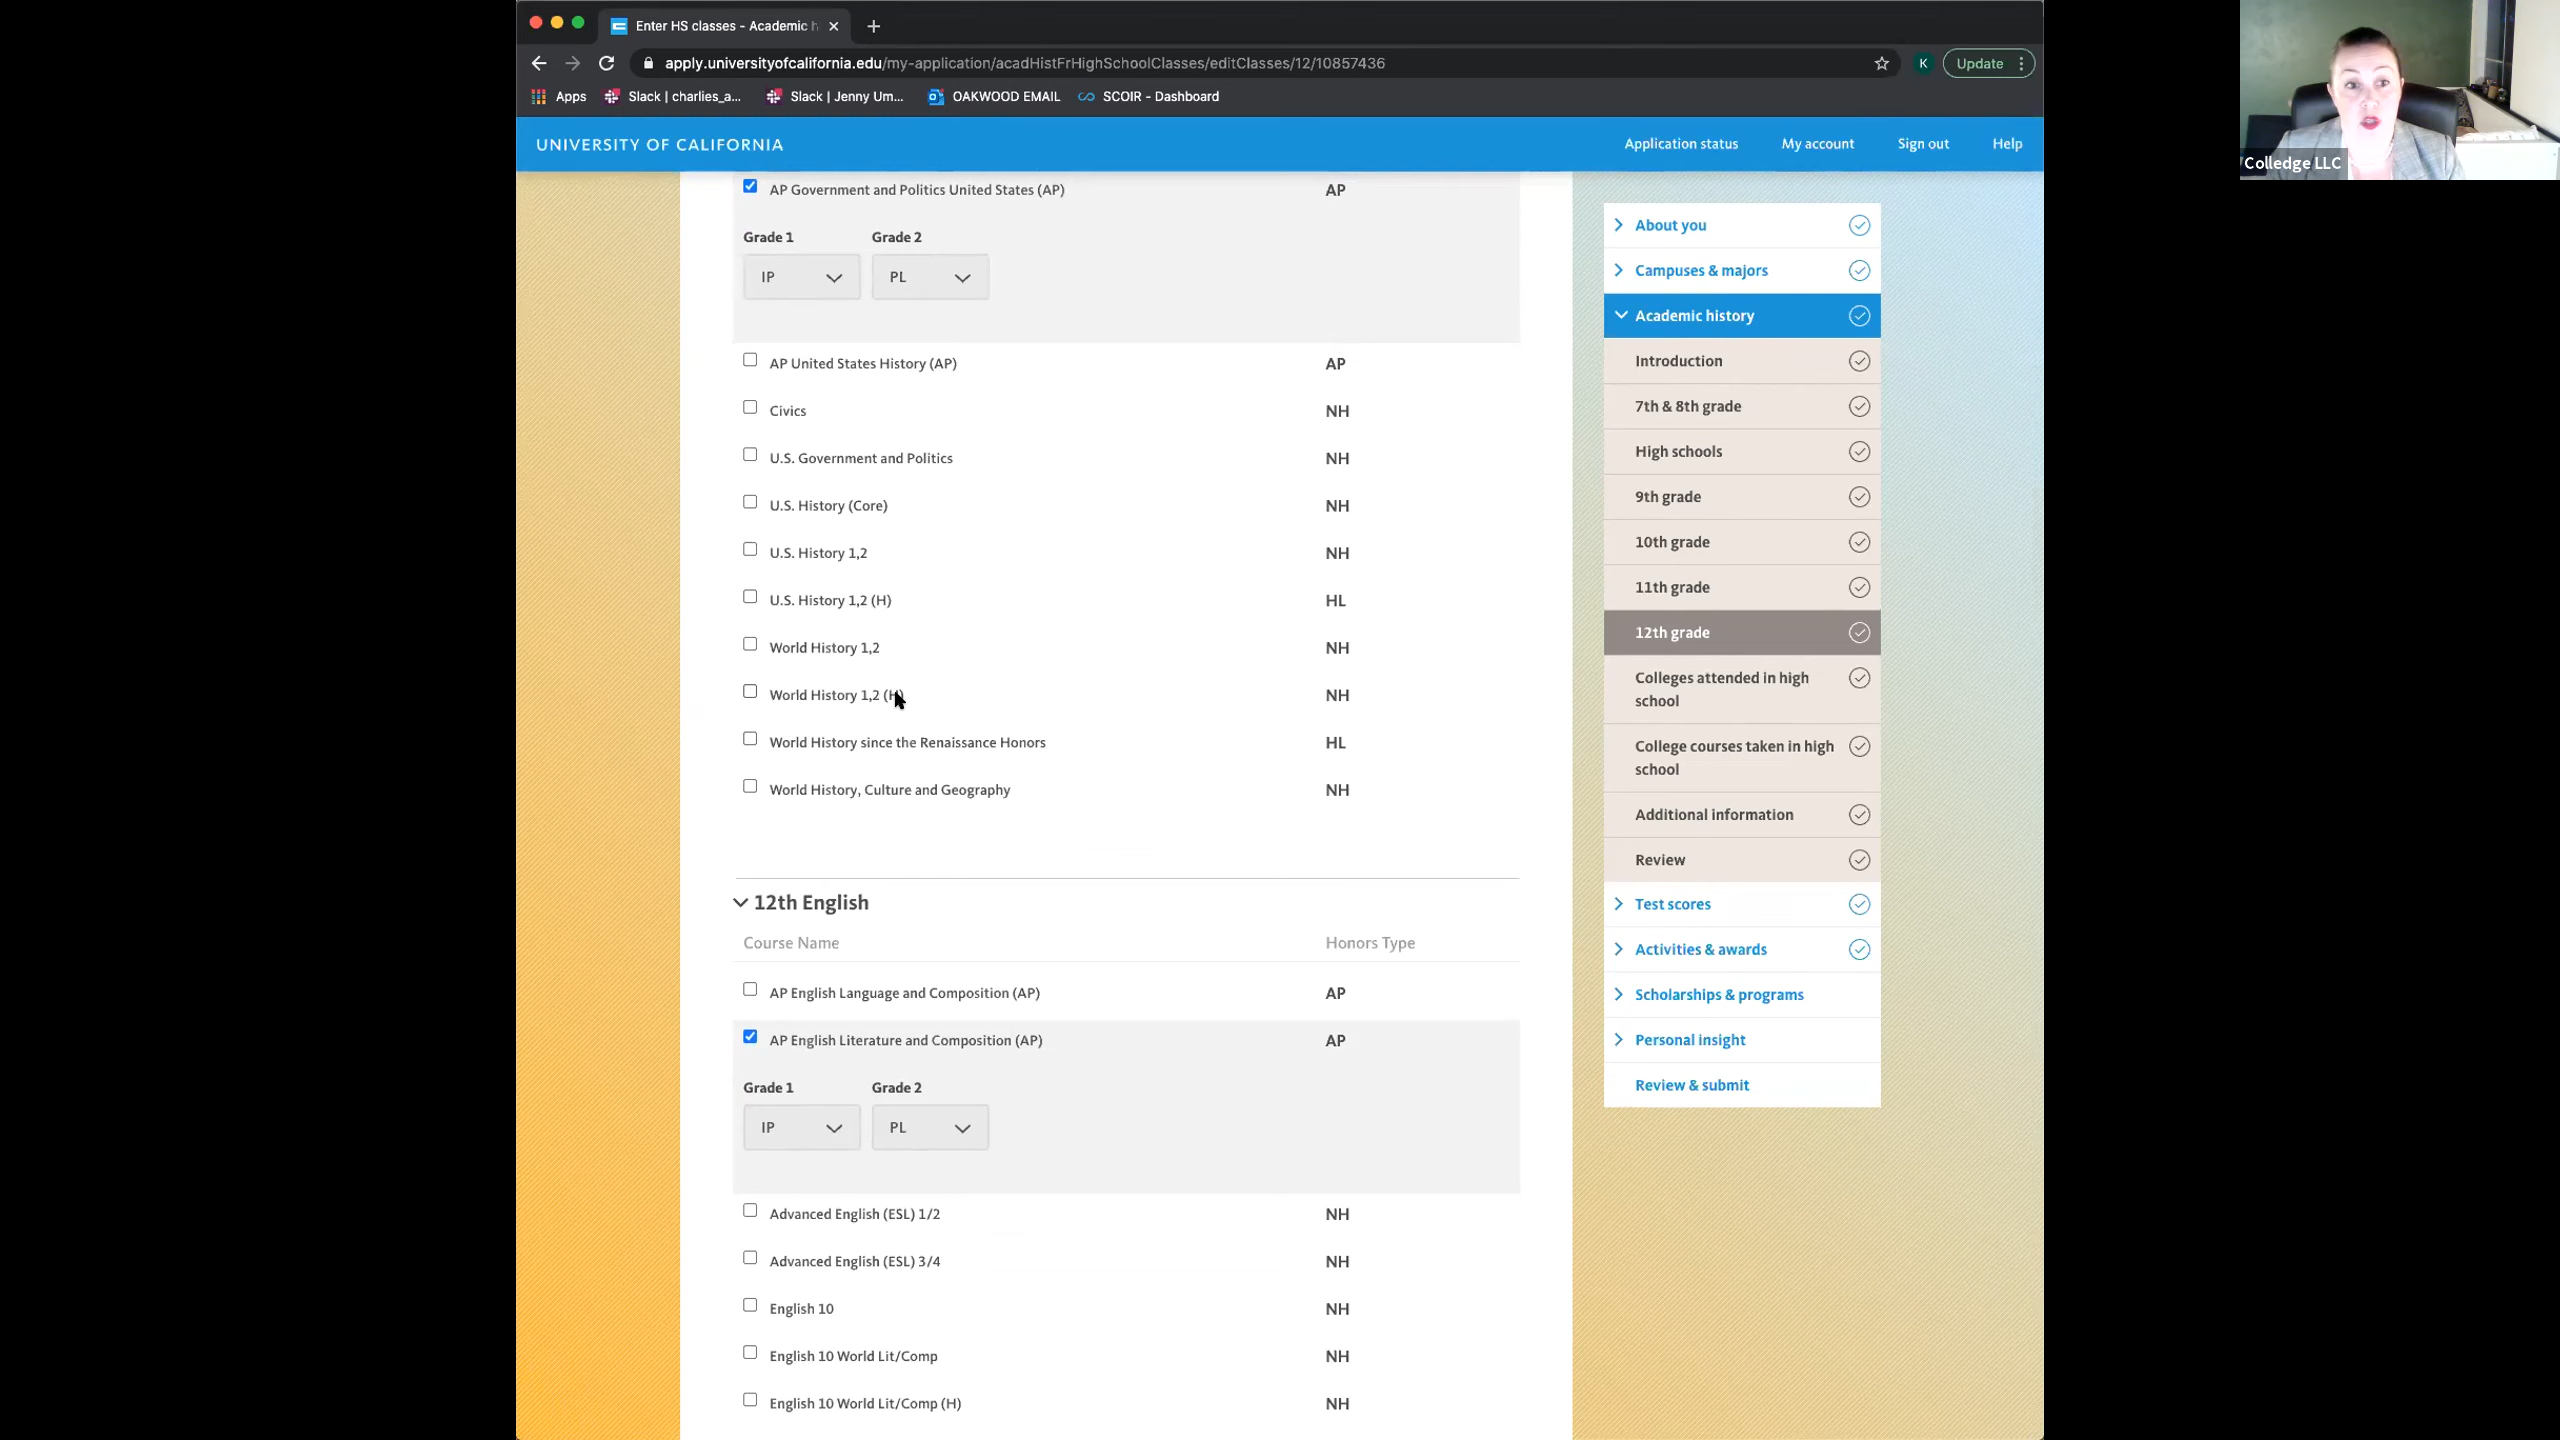 Enter HS classes - Academic h
apply.universityofcalifornia.edu/my-application/acadHistFrHighSchoolClasses/editClasses/12/10857436
K
Update
Apps
Slack | charlies_a...
Slack | Jenny Um...
OAKWOOD EMAIL
SCOIR - Dashboard
Colledge LLC
UNIVERSITY OF CALIFORNIA
Application status
My account
Sign out
Help
AP Government and Politics United States (AP) AP
Grade 1 Grade 2
IP PL
AP United States History (AP) AP
Civics NH
U.S. Government and Politics NH
U.S. History (Core) NH
U.S. History 1,2 NH
U.S. History 1,2 (H) HL
World History 1,2 NH
World History 1,2 (H) NH
World History since the Renaissance Honors HL
World History, Culture and Geography NH
12th English
Course Name Honors Type
AP English Language and Composition (AP) AP
AP English Literature and Composition (AP) AP
Grade 1 Grade 2
IP PL
Advanced English (ESL) 1/2 NH
Advanced English (ESL) 3/4 NH
English 10 NH
English 10 World Lit/Comp NH
English 10 World Lit/Comp (H) NH
About you
Campuses & majors
Academic history
Introduction
7th & 8th grade
High schools
9th grade
10th grade
11th grade
12th grade
Colleges attended in high
school
College courses taken in high
school
Additional information
Review
Test scores
Activities & awards
Scholarships & programs
Personal insight
Review & submit